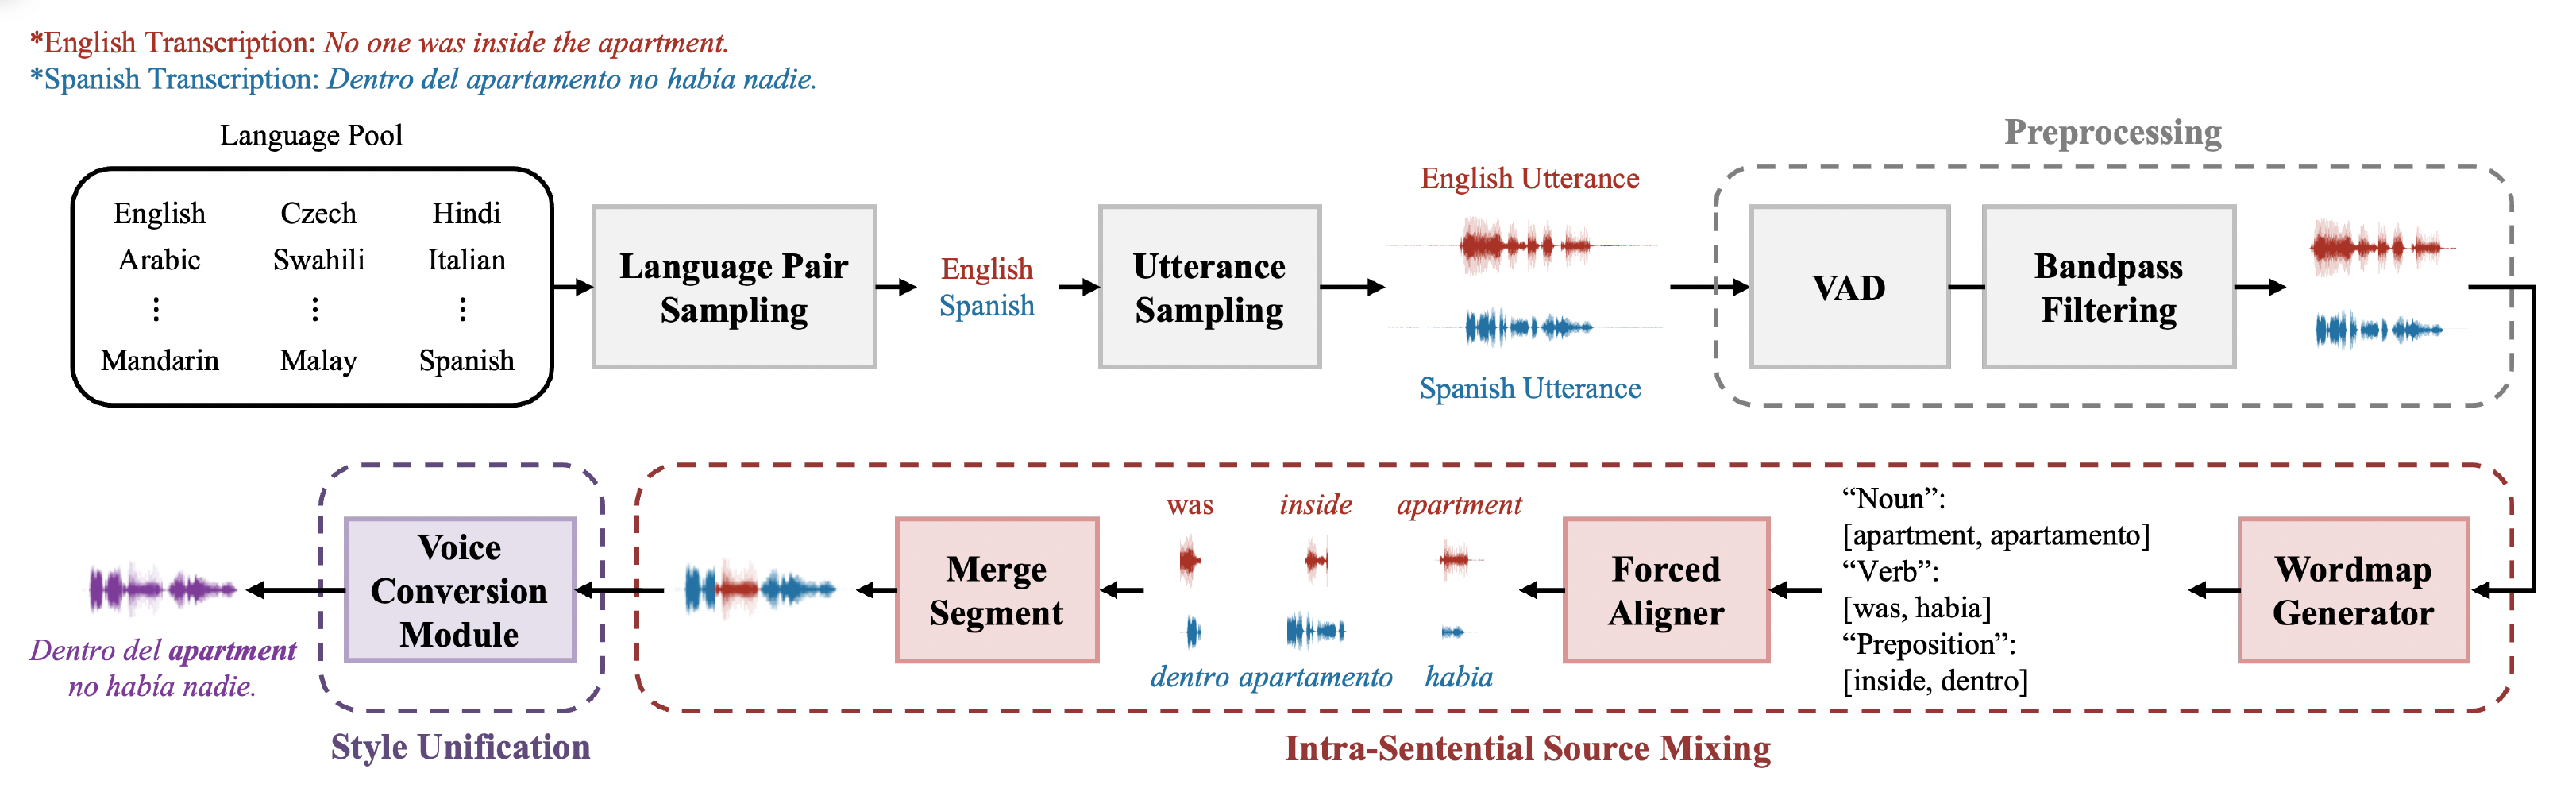 *English Transcription: No one was inside the apartment.
*Spanish Transcription: Dentro del apartamento no había nadie.
Language Pool
English Czech Hindi
Arabic Swahili Italian
⋮ ⋮ ⋮
Mandarin Malay Spanish
Language Pair
Sampling
English
Spanish
Utterance
Sampling
English Utterance
Spanish Utterance
Preprocessing
VAD
Bandpass
Filtering
Wordmap
Generator
“Noun”:
[apartment, apartamento]
“Verb”:
[was, habia]
“Preposition”:
[inside, dentro]
Forced
Aligner
was inside apartment
dentro apartamento habia
Merge
Segment
Intra-Sentential Source Mixing
Voice
Conversion
Module
Style Unification
Dentro del apartment
no había nadie.